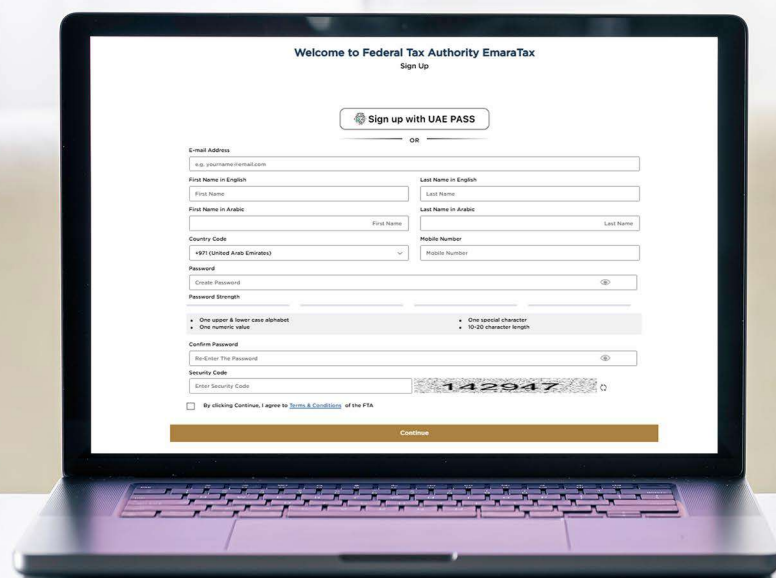 Welcome to Federal Tax Authority EmaraTax
Sign Up
Sign up with UAE PASS
OR
E-mail Address
e.g. yourname@email.com
First Name in English Last Name in English
First Name Last Name
First Name in Arabic Last Name in Arabic
First Name Last Name
Country Code Mobile Number
+971 (United Arab Emirates) Mobile Number
Password
Create Password
Password Strength
• One upper & lower case alphabet • One special character
• One numeric value • 10-20 character length
Confirm Password
Re-Enter The Password
Security Code
Enter Security Code 142947
By clicking Continue, I agree to Terms & Conditions of the FTA
Continue